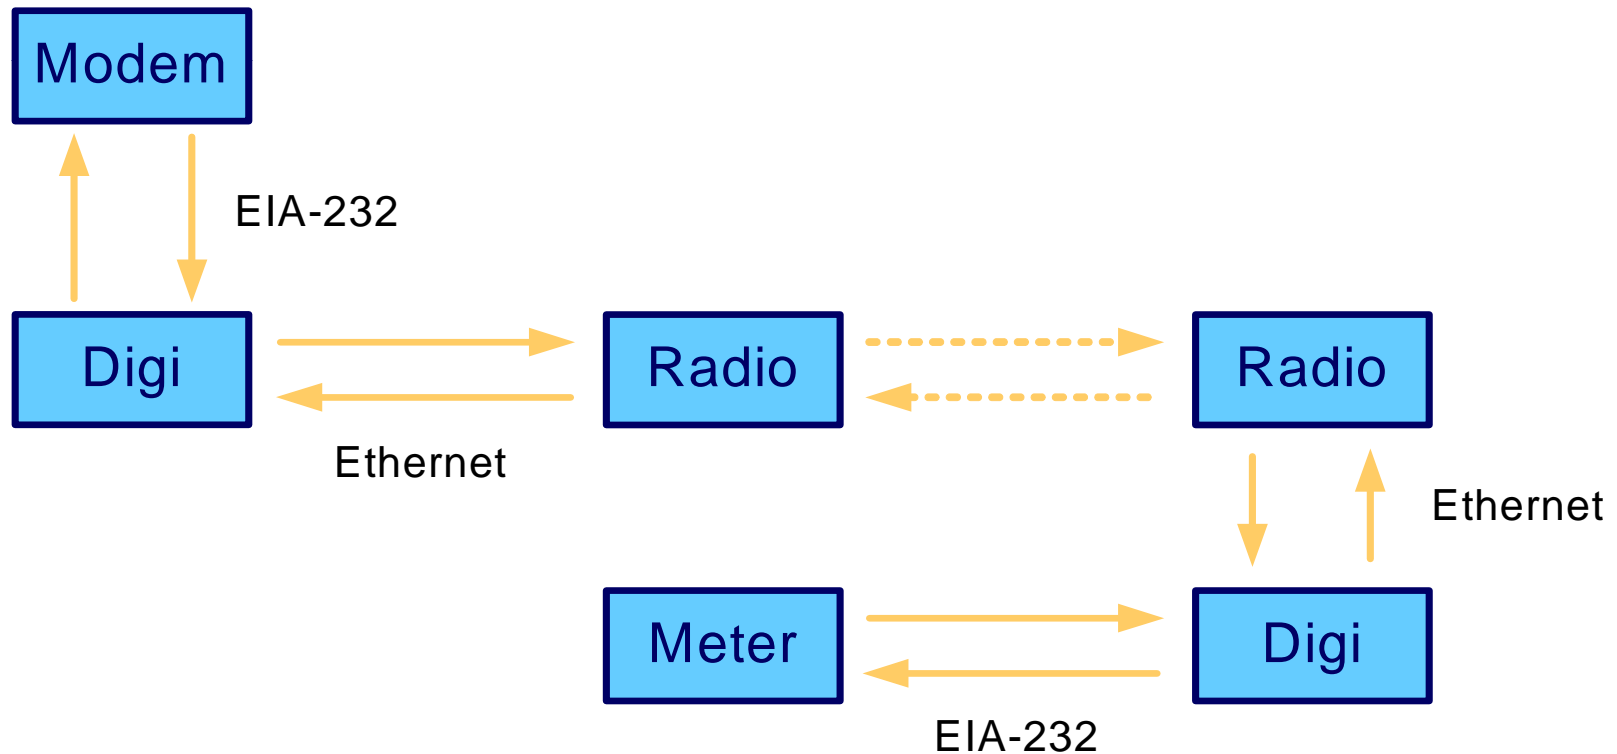 Modem
EIA-232
Digi
Radio
Radio
Ethernet
Ethernet
Meter
Digi
EIA-232